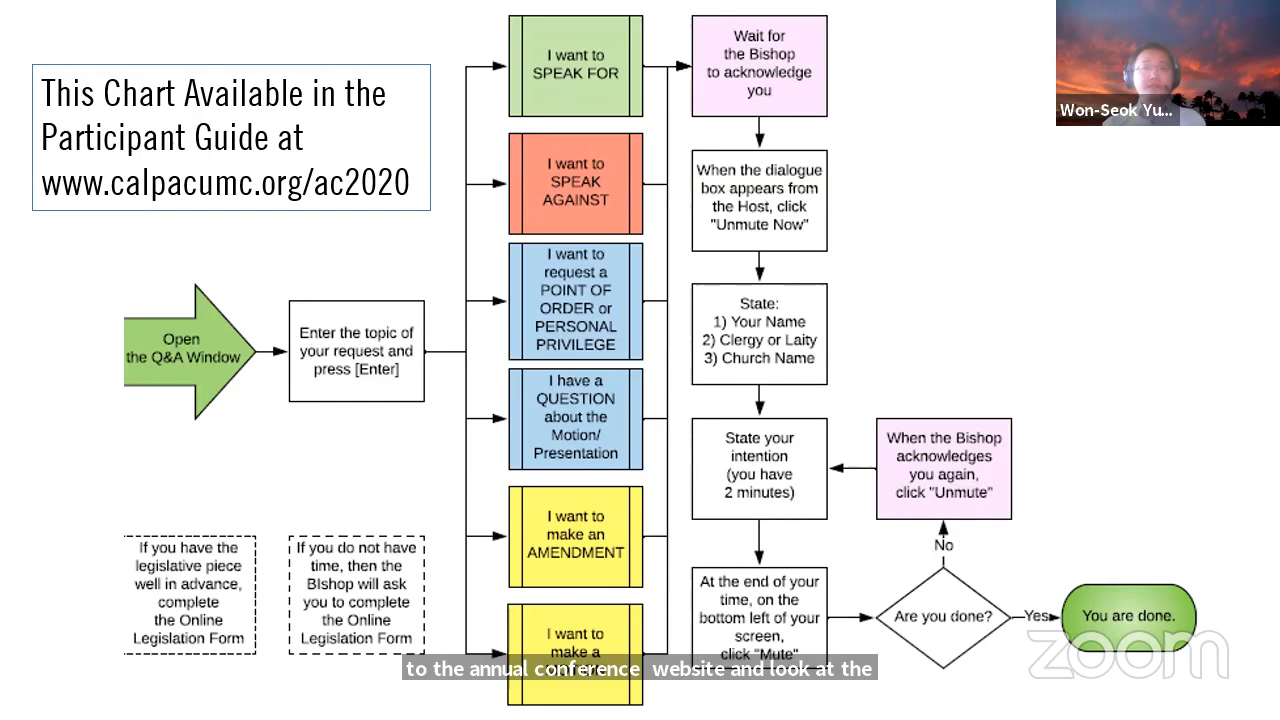 This Chart Available in the
Participant Guide at
www.calpacumc.org/ac2020
Open
the Q&A Window
Enter the topic of
your request and
press [Enter]
If you have the
legislative piece
well in advance,
complete
the Online
Legislation Form
If you do not have
time, then the
BIshop will ask
you to complete
the Online
Legislation Form
I want to
SPEAK FOR
I want to
SPEAK
AGAINST
I want to
request a
POINT OF
ORDER or
PERSONAL
PRIVILEGE
I have a
QUESTION
about the
Motion/
Presentation
I want to
make an
AMENDMENT
I want to
make a
Wait for
the Bishop
to acknowledge
you
When the dialogue
box appears from
the Host, click
"Unmute Now"
State:
1) Your Name
2) Clergy or Laity
3) Church Name
State your
intention
(you have
2 minutes)
At the end of your
time, on the
bottom left of your
screen,
click "Mute"
When the Bishop
acknowledges
you again,
click "Unmute"
No
Are you done?
Yes
You are done.
Won-Seok Yu...
zoom
to the annual conference website and look at the